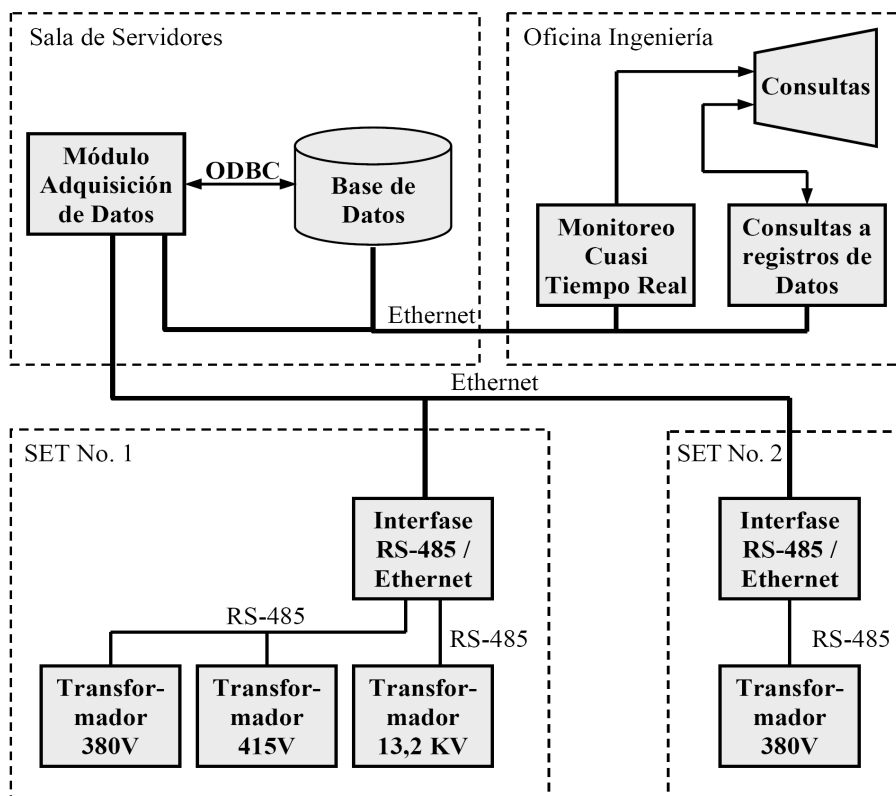 Sala de Servidores
Módulo
Adquisición
de Datos
ODBC
Base de
Datos
Ethernet
Oficina Ingeniería
Consultas
Monitoreo
Cuasi
Tiempo Real
Consultas a
registros de
Datos
Ethernet
SET No. 1
Interfase
RS-485 /
Ethernet
RS-485
RS-485
Transfor-
mador
380V
Transfor-
mador
415V
Transfor-
mador
13,2 KV
SET No. 2
Interfase
RS-485 /
Ethernet
RS-485
Transfor-
mador
380V